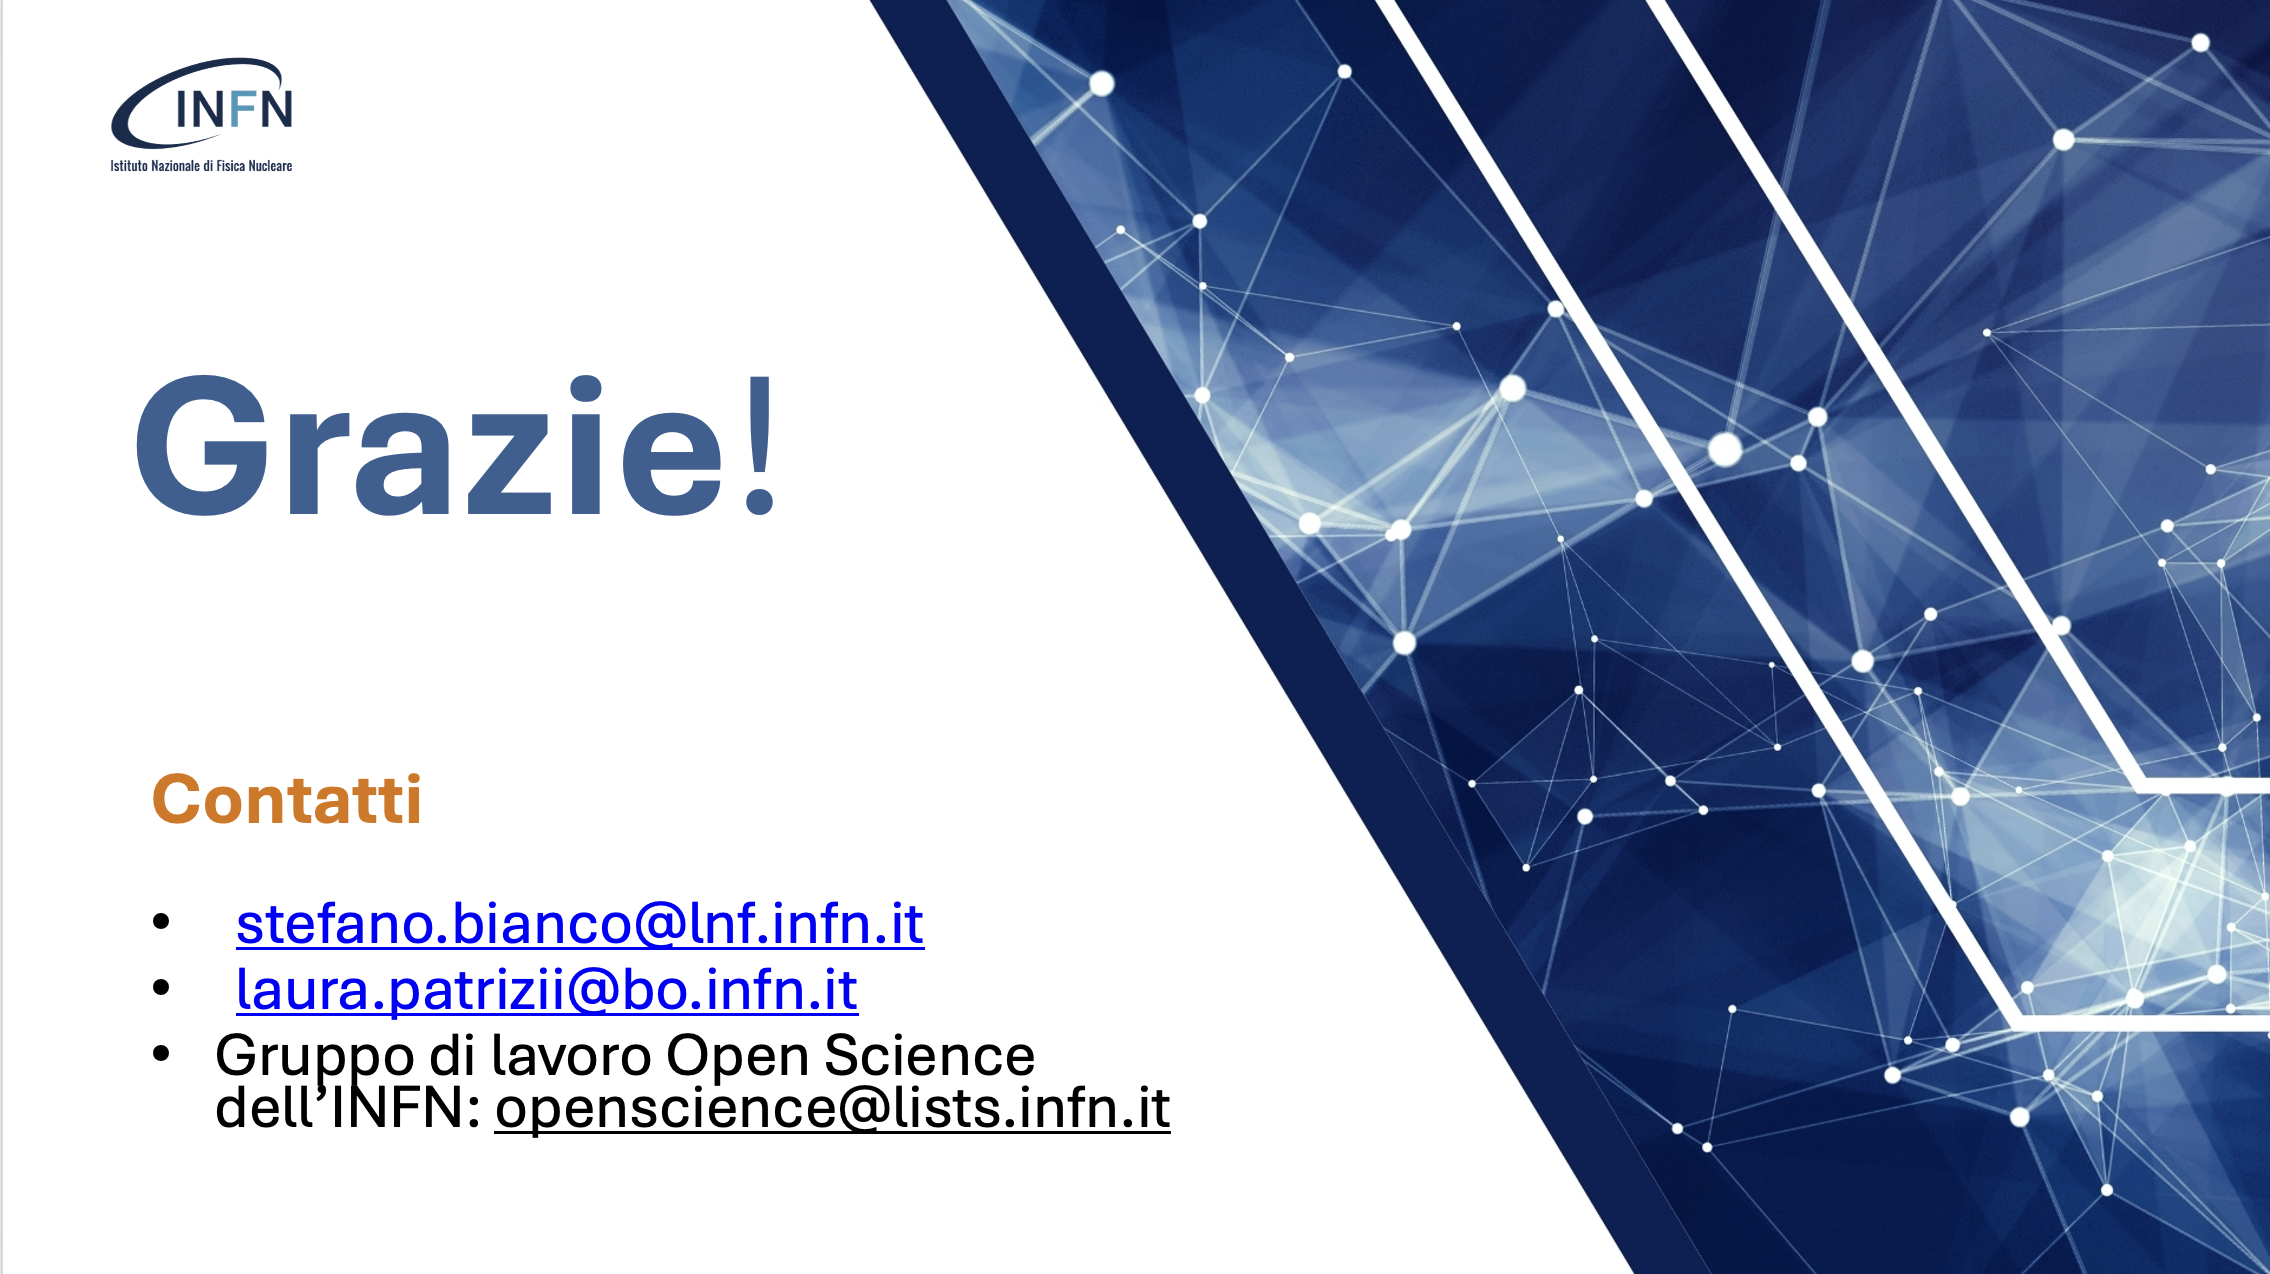 INFN
Istituto Nazionale di Fisica Nucleare
Grazie!
Contatti
• stefano.bianco@lnf.infn.it
• laura.patrizii@bo.infn.it
• Gruppo di lavoro Open Science
dell’INFN: openscience@lists.infn.it